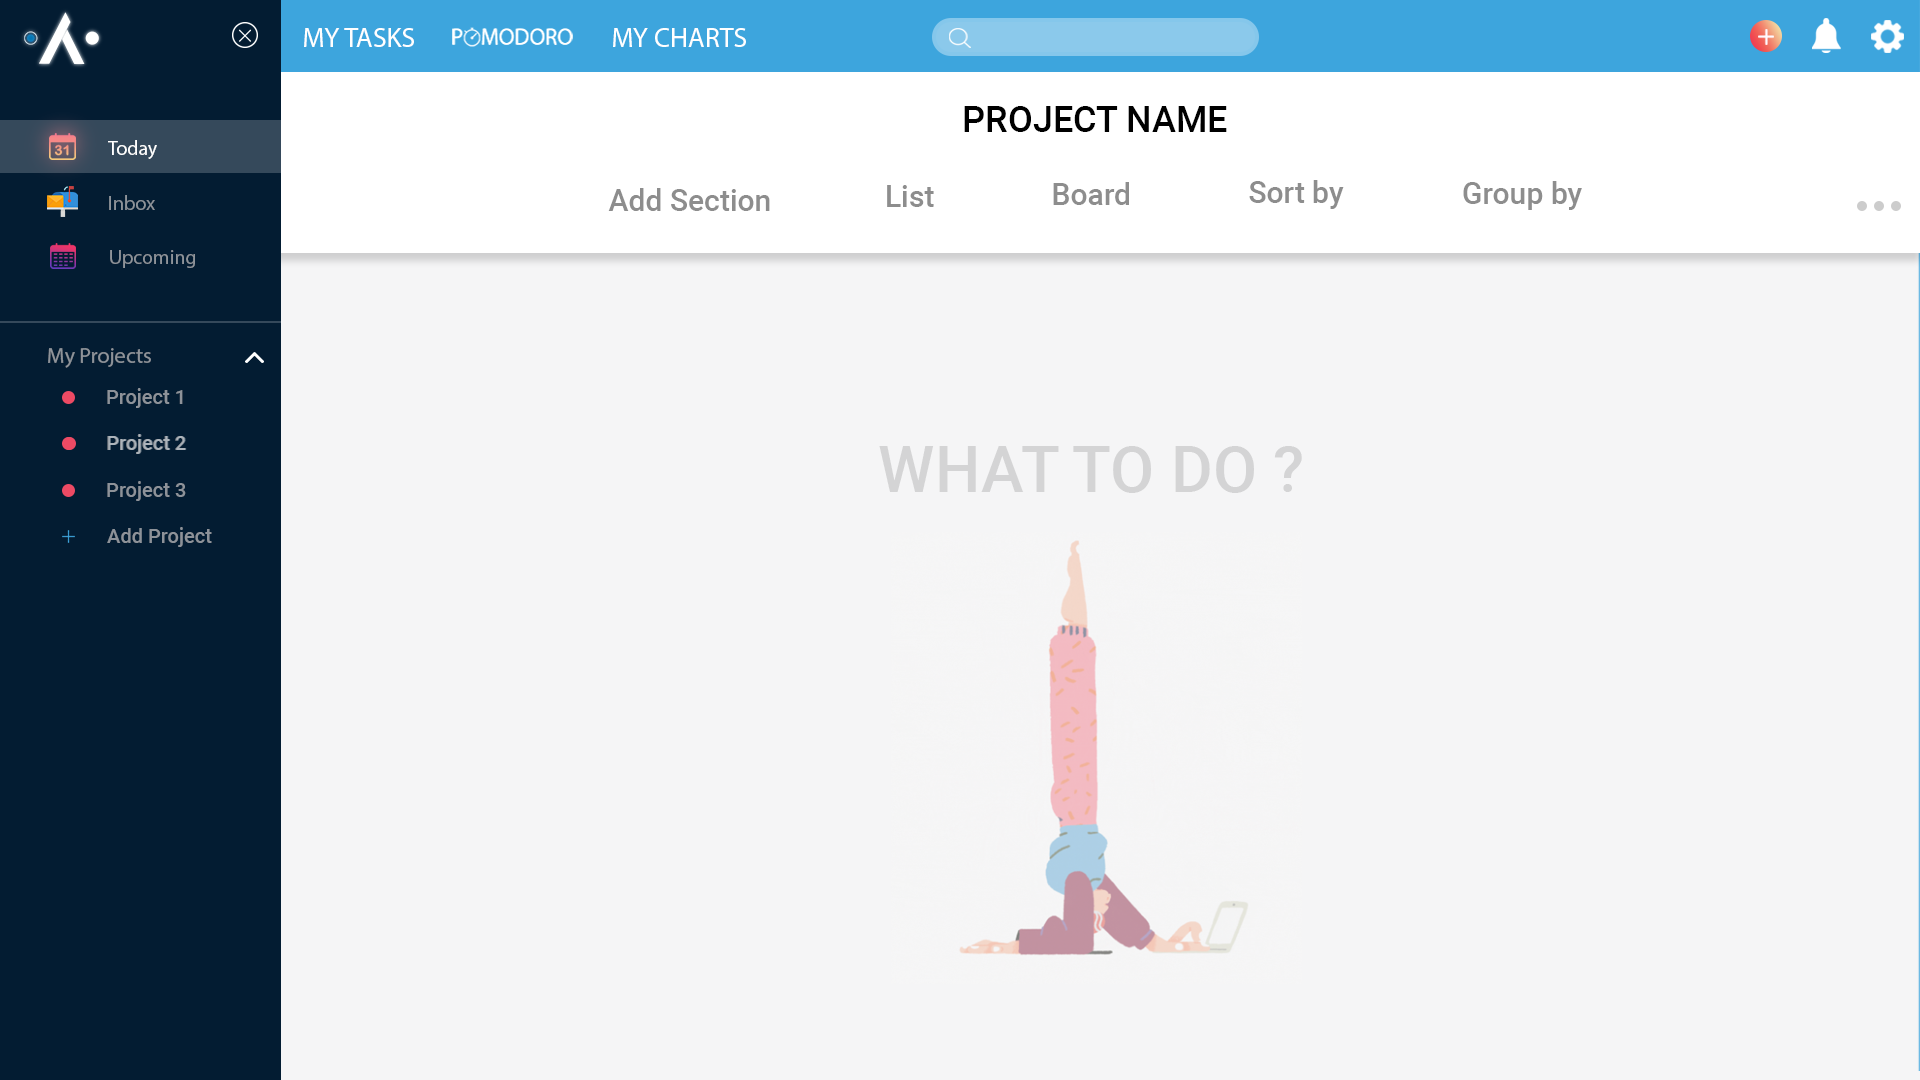 MY TASKS
POMODORO
MY CHARTS
PROJECT NAME
Add Section
List
Board
Sort by
Group by
31
Today
Inbox
Upcoming
My Projects
Project 1
Project 2
Project 3
Add Project
WHAT TO DO ?